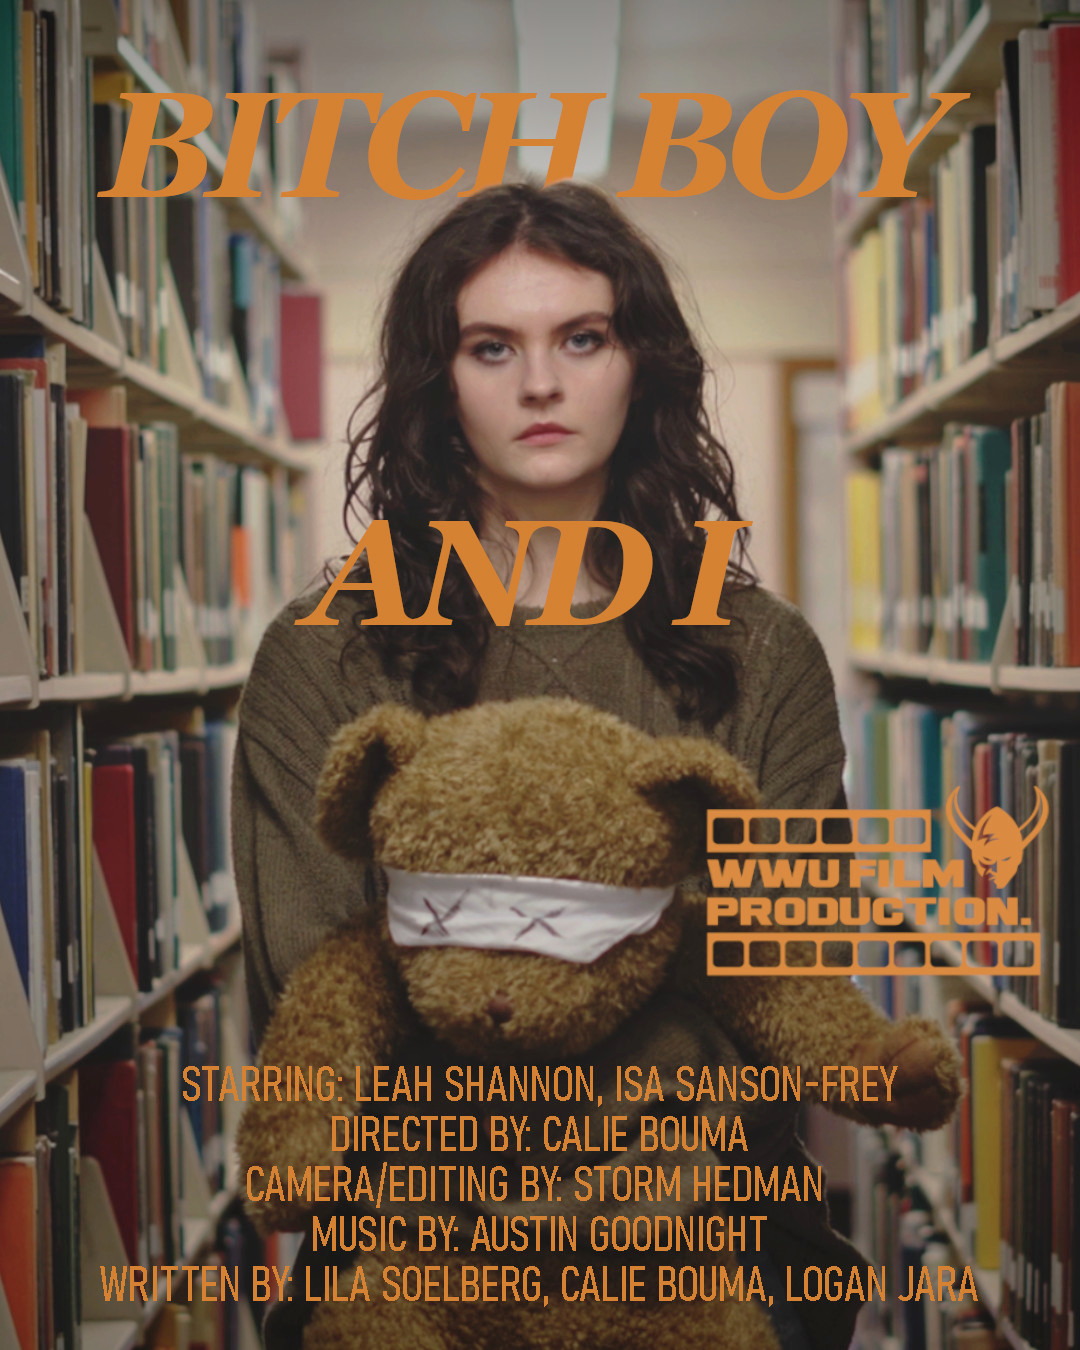 BITCH BOY
AND I
WWU FILM
PRODUCTION.
STARRING: LEAH SHANNON, ISA SANSON-FREY
DIRECTED BY: CALIE BOUMA
CAMERA/EDITING BY: STORM HEDMAN
MUSIC BY: AUSTIN GOODNIGHT
WRITTEN BY: LILA SOELBERG, CALIE BOUMA, LOGAN JARA